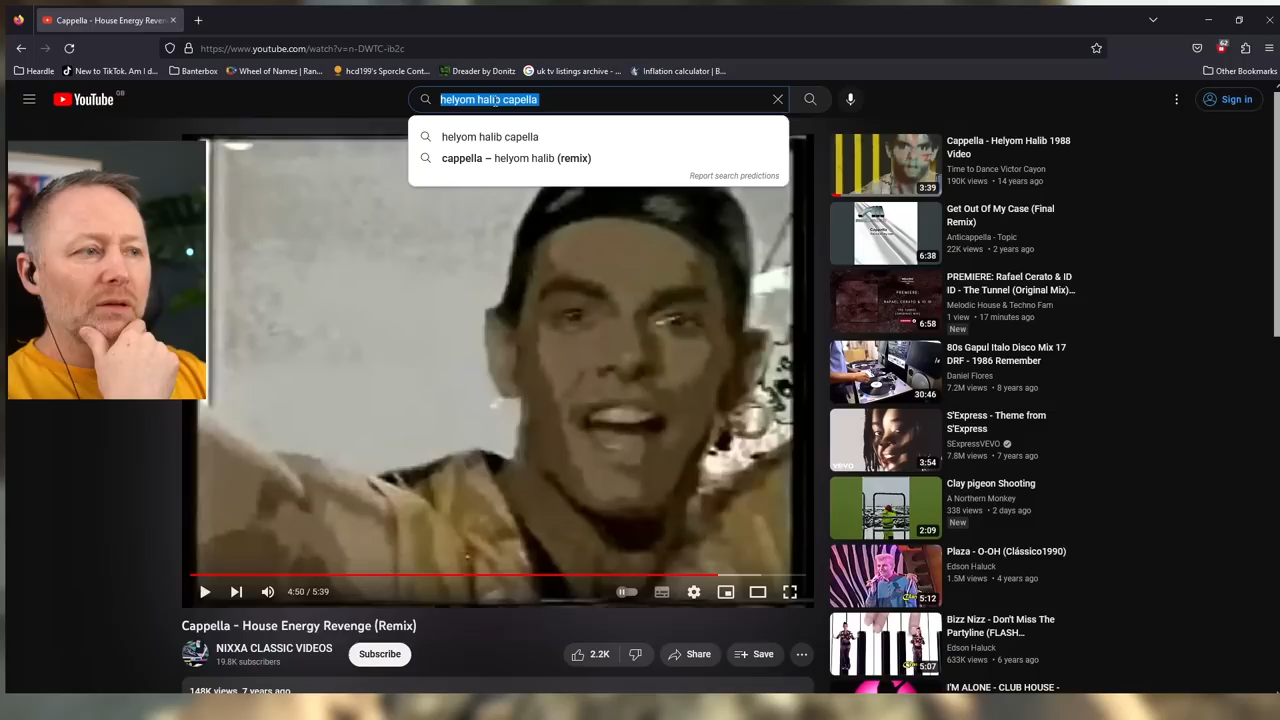 Cappella - House Energy Reven
https://www.youtube.com/watch?v=n-DWTC-ib2c
62
Heardle
New to TikTok, Am I d...
Banterbox
Wheel of Names | Ran...
hcd199's Sporcle Cont...
Dreader by Donitz
uk tv listings archive - ...
Inflation calculator | B...
Other Bookmarks
YouTube GB
helyom halib capella
Sign in
helyom halib capella
cappella – helyom halib (remix)
Report search predictions
Cappella - Helyom Halib 1988
Video
Time to Dance Victor Cayon
190K views • 14 years ago
3:39
Get Out Of My Case (Final
Remix)
Anticappella - Topic
22K views • 2 years ago
6:38
PREMIERE: Rafael Cerato & ID
ID - The Tunnel (Original Mix)...
Melodic House & Techno Fam
1 view • 17 minutes ago
New
6:58
80s Gapul Italo Disco Mix 17
DRF - 1986 Remember
Daniel Flores
7.2M views • 8 years ago
30:46
S'Express - Theme from
S'Express
SExpressVEVO
7.8M views • 7 years ago
vevo
3:54
Clay pigeon Shooting
A Northern Monkey
338 views • 2 days ago
New
2:09
Plaza - O-OH (Clásico1990)
Edson Haluck
1.5M views • 4 years ago
5:12
Bizz Nizz - Don't Miss The
Partyline (FLASH...
Edson Haluck
633K views • 6 years ago
5:07
I'M ALONE - CLUB HOUSE -
4:50 / 5:39
Cappella - House Energy Revenge (Remix)
NIXXA CLASSIC VIDEOS
19.8K subscribers
Subscribe
2.2K
Share
Save
148K views 7 years ago